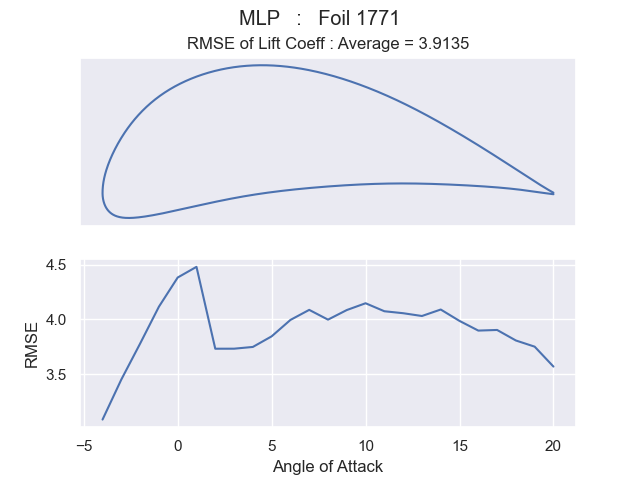 MLP   :   Foil 1771
RMSE of Lift Coeff : Average = 3.9135
4.5
4.0
3.5
RMSE
−5 0 5 10 15 20
Angle of Attack